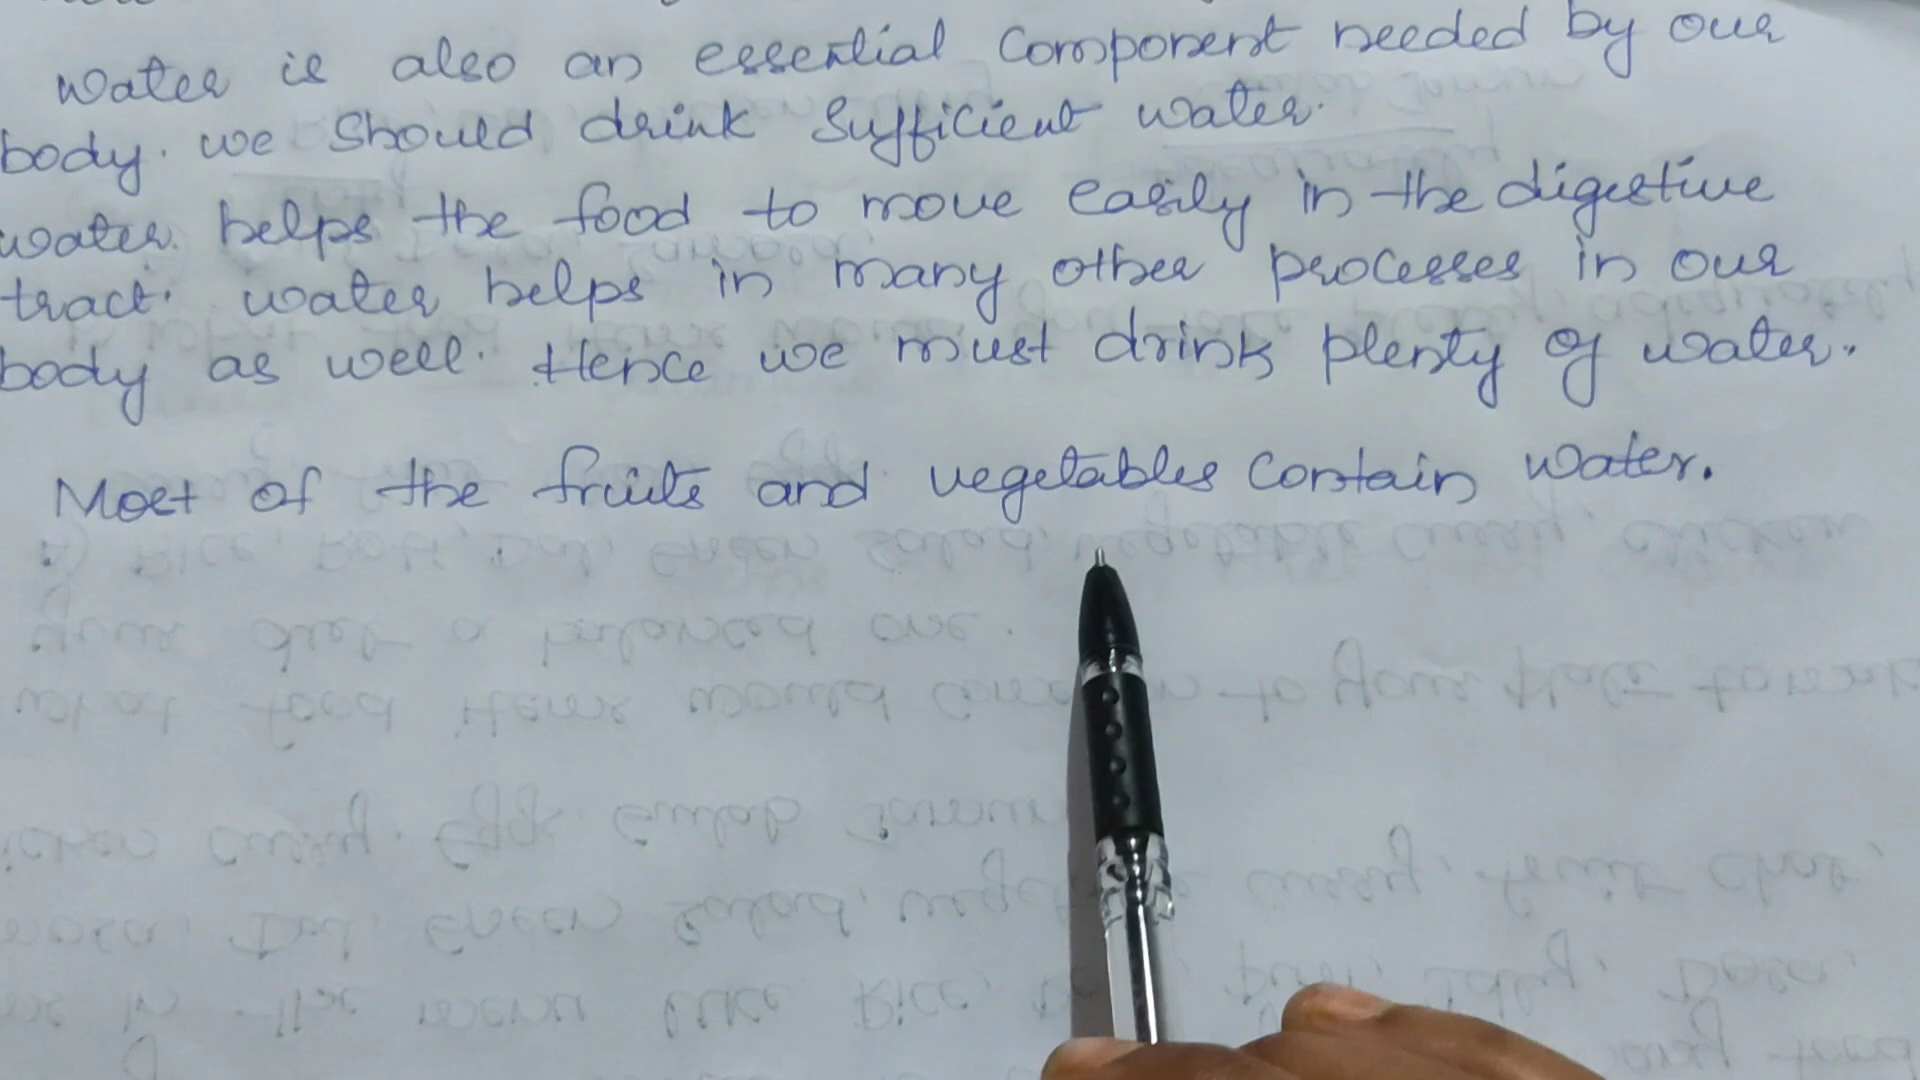 Water is also an essential component needed by our
body. we should drink sufficient water.
water helps the food to move easily in the digestive
tract. water helps in many other processes in our
body as well. Hence we must drink plenty of water.
Most of the fruits and vegetables contain water.